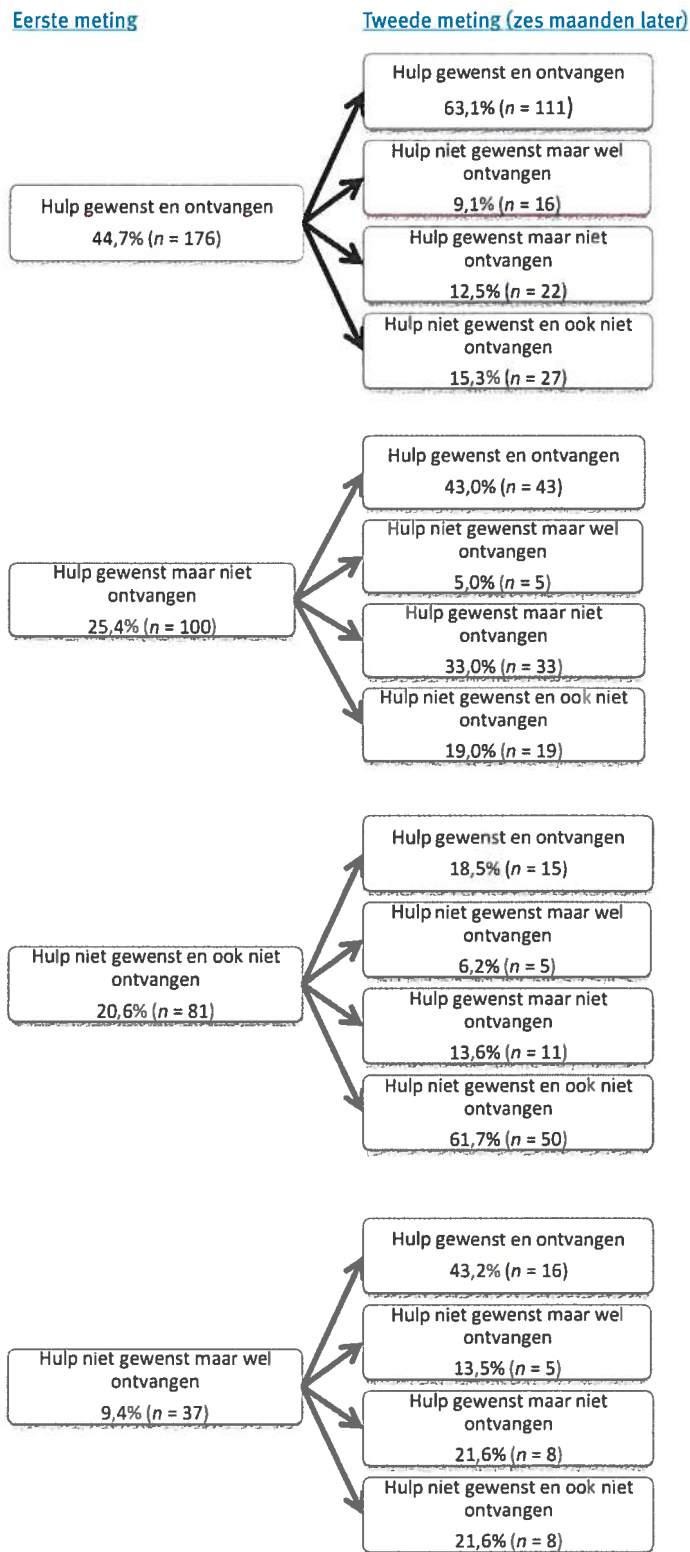 Eerste meting
Tweede meting (zes maanden later)
Hulp gewenst en ontvangen
44,7% (n = 176)
Hulp gewenst en ontvangen
63,1% (n = 111)
Hulp niet gewenst maar wel
ontvangen
9,1% (n = 16)
Hulp gewenst maar niet
ontvangen
12,5% (n = 22)
Hulp niet gewenst en ook niet
ontvangen
15,3% (n = 27)
Hulp gewenst maar niet
ontvangen
25,4% (n = 100)
Hulp gewenst en ontvangen
43,0% (n = 43)
Hulp niet gewenst maar wel
ontvangen
5,0% (n = 5)
Hulp gewenst maar niet
ontvangen
33,0% (n = 33)
Hulp niet gewenst en ook niet
ontvangen
19,0% (n = 19)
Hulp niet gewenst en ook niet
ontvangen
20,6% (n = 81)
Hulp gewenst en ontvangen
18,5% (n = 15)
Hulp niet gewenst maar wel
ontvangen
6,2% (n = 5)
Hulp gewenst maar niet
ontvangen
13,6% (n = 11)
Hulp niet gewenst en ook niet
ontvangen
61,7% (n = 50)
Hulp niet gewenst maar wel
ontvangen
9,4% (n = 37)
Hulp gewenst en ontvangen
43,2% (n = 16)
Hulp niet gewenst maar wel
ontvangen
13,5% (n = 5)
Hulp gewenst maar niet
ontvangen
21,6% (n = 8)
Hulp niet gewenst en ook niet
ontvangen
21,6% (n = 8)